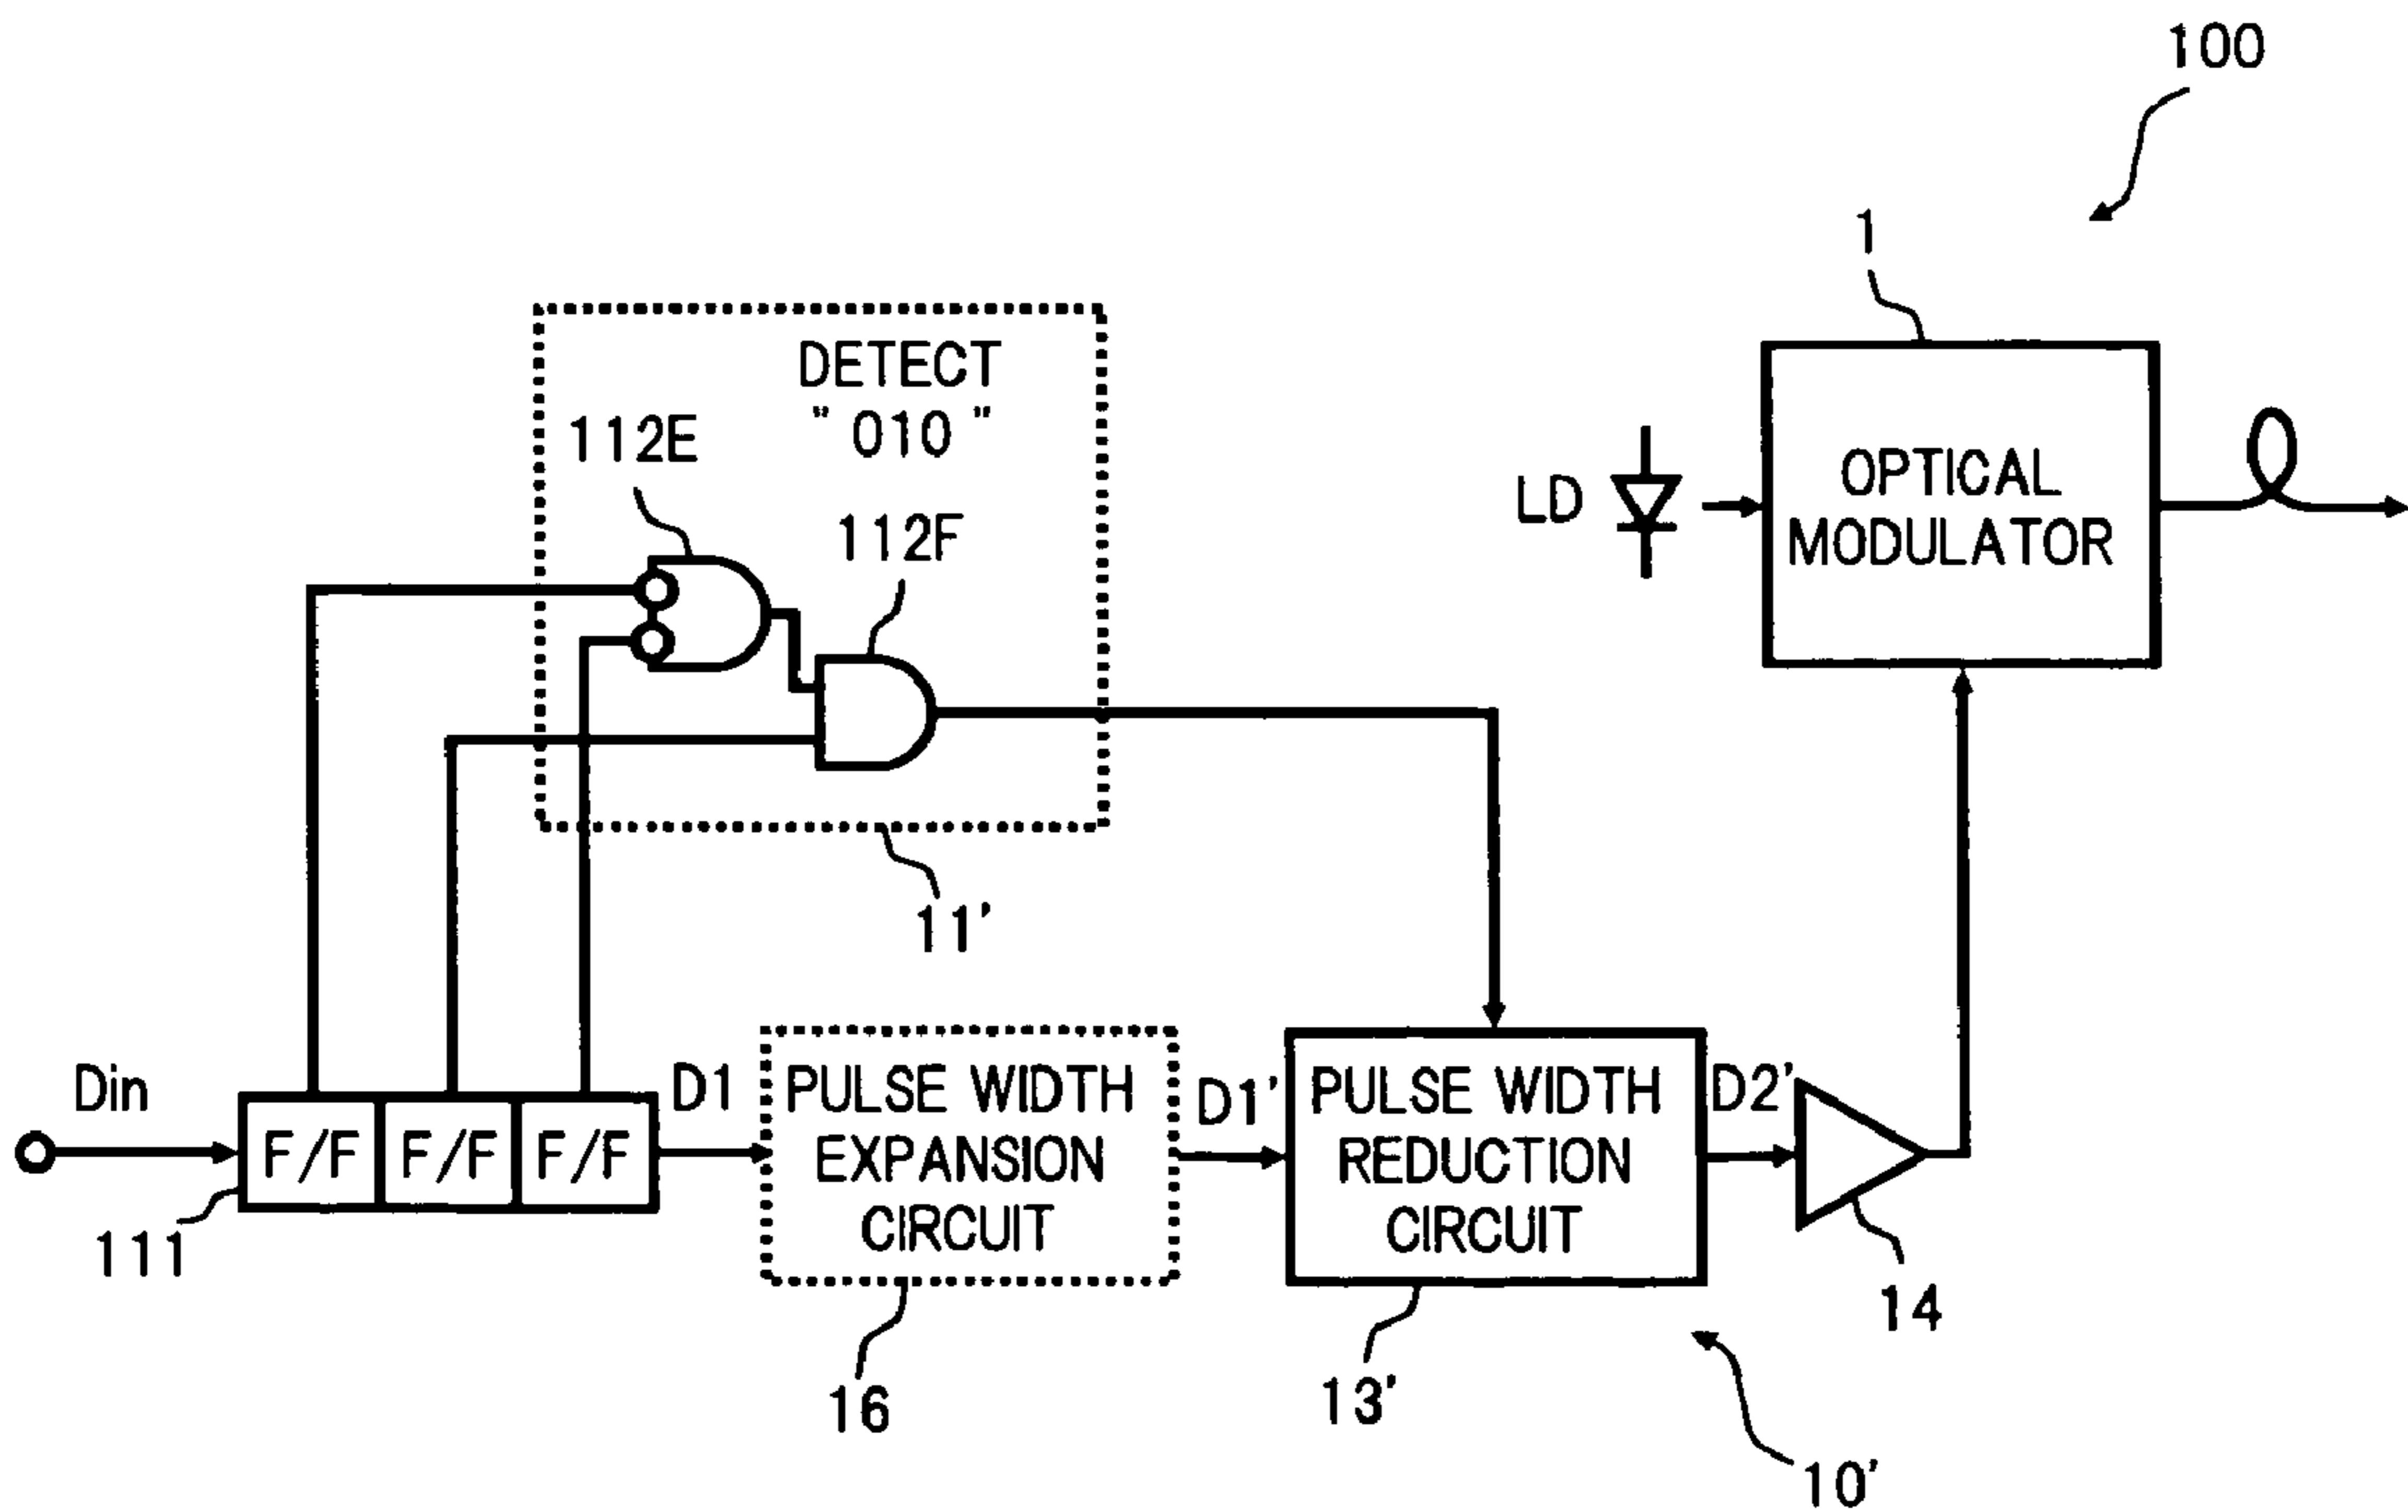 100
1
DETECT
" 010 "
112E
112F
LD
OPTICAL
MODULATOR
11'
Din
F/F F/F F/F
111
D1
PULSE WIDTH
EXPANSION
CIRCUIT
16
D1'
PULSE WIDTH
REDUCTION
CIRCUIT
13'
D2'
14
10'